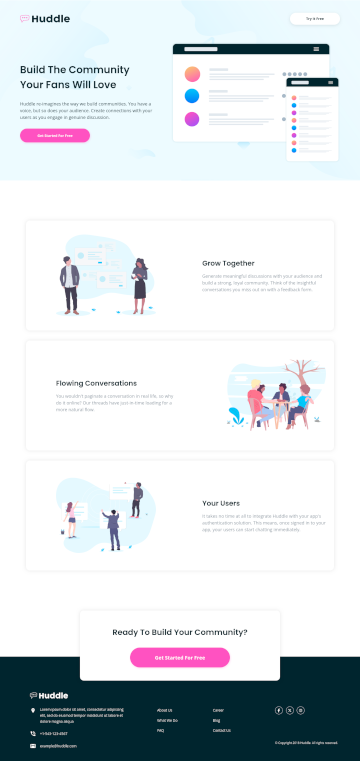 Huddle
Try It Free
Build The Community
Your Fans Will Love
Huddle re-imagines the way we build communities. You have a
voice, but so does your audience. Create connections with your
users as you engage in genuine discussion.
Get Started For Free
Grow Together
Generate meaningful discussions with your audience and
build a strong, loyal community. Think of the insightful
conversations you miss out on with a feedback form.
Flowing Conversations
You wouldn't paginate a conversation in real life, so why
do it online? Our threads have just-in-time loading for a
more natural flow.
Your Users
It takes no time at all to integrate Huddle with your app's
authentication solution. This means, once signed in to your
app, your users can start chatting immediately.
Ready To Build Your Community?
Get Started For Free
Huddle
Lorem ipsum dolor sit amet, consectetur adipiscing
elit, sed do eiusmod tempor incididunt ut labore et
dolore magna aliqua
+1-543-123-4567
example@huddle.com
About Us
What We Do
FAQ
Career
Blog
Contact Us
© Copyright 2018 Huddle. All rights reserved.